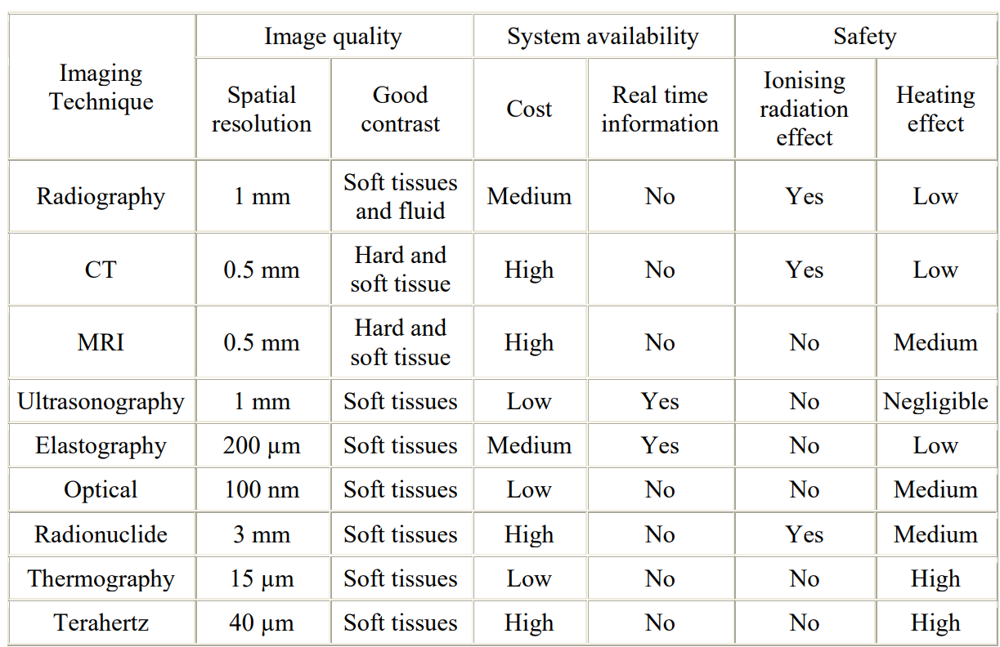 Imaging Technique | Image quality | System availability | Safety
Spatial resolution | Good contrast | Cost | Real time information | Ionising radiation effect | Heating effect
Radiography | 1 mm | Soft tissues and fluid | Medium | No | Yes | Low
CT | 0.5 mm | Hard and soft tissue | High | No | Yes | Low
MRI | 0.5 mm | Hard and soft tissue | High | No | No | Medium
Ultrasonography | 1 mm | Soft tissues | Low | Yes | No | Negligible
Elastography | 200 µm | Soft tissues | Medium | Yes | No | Low
Optical | 100 nm | Soft tissues | Low | No | No | Medium
Radionuclide | 3 mm | Soft tissues | High | No | Yes | Medium
Thermography | 15 µm | Soft tissues | Low | No | No | High
Terahertz | 40 µm | Soft tissues | High | No | No | High